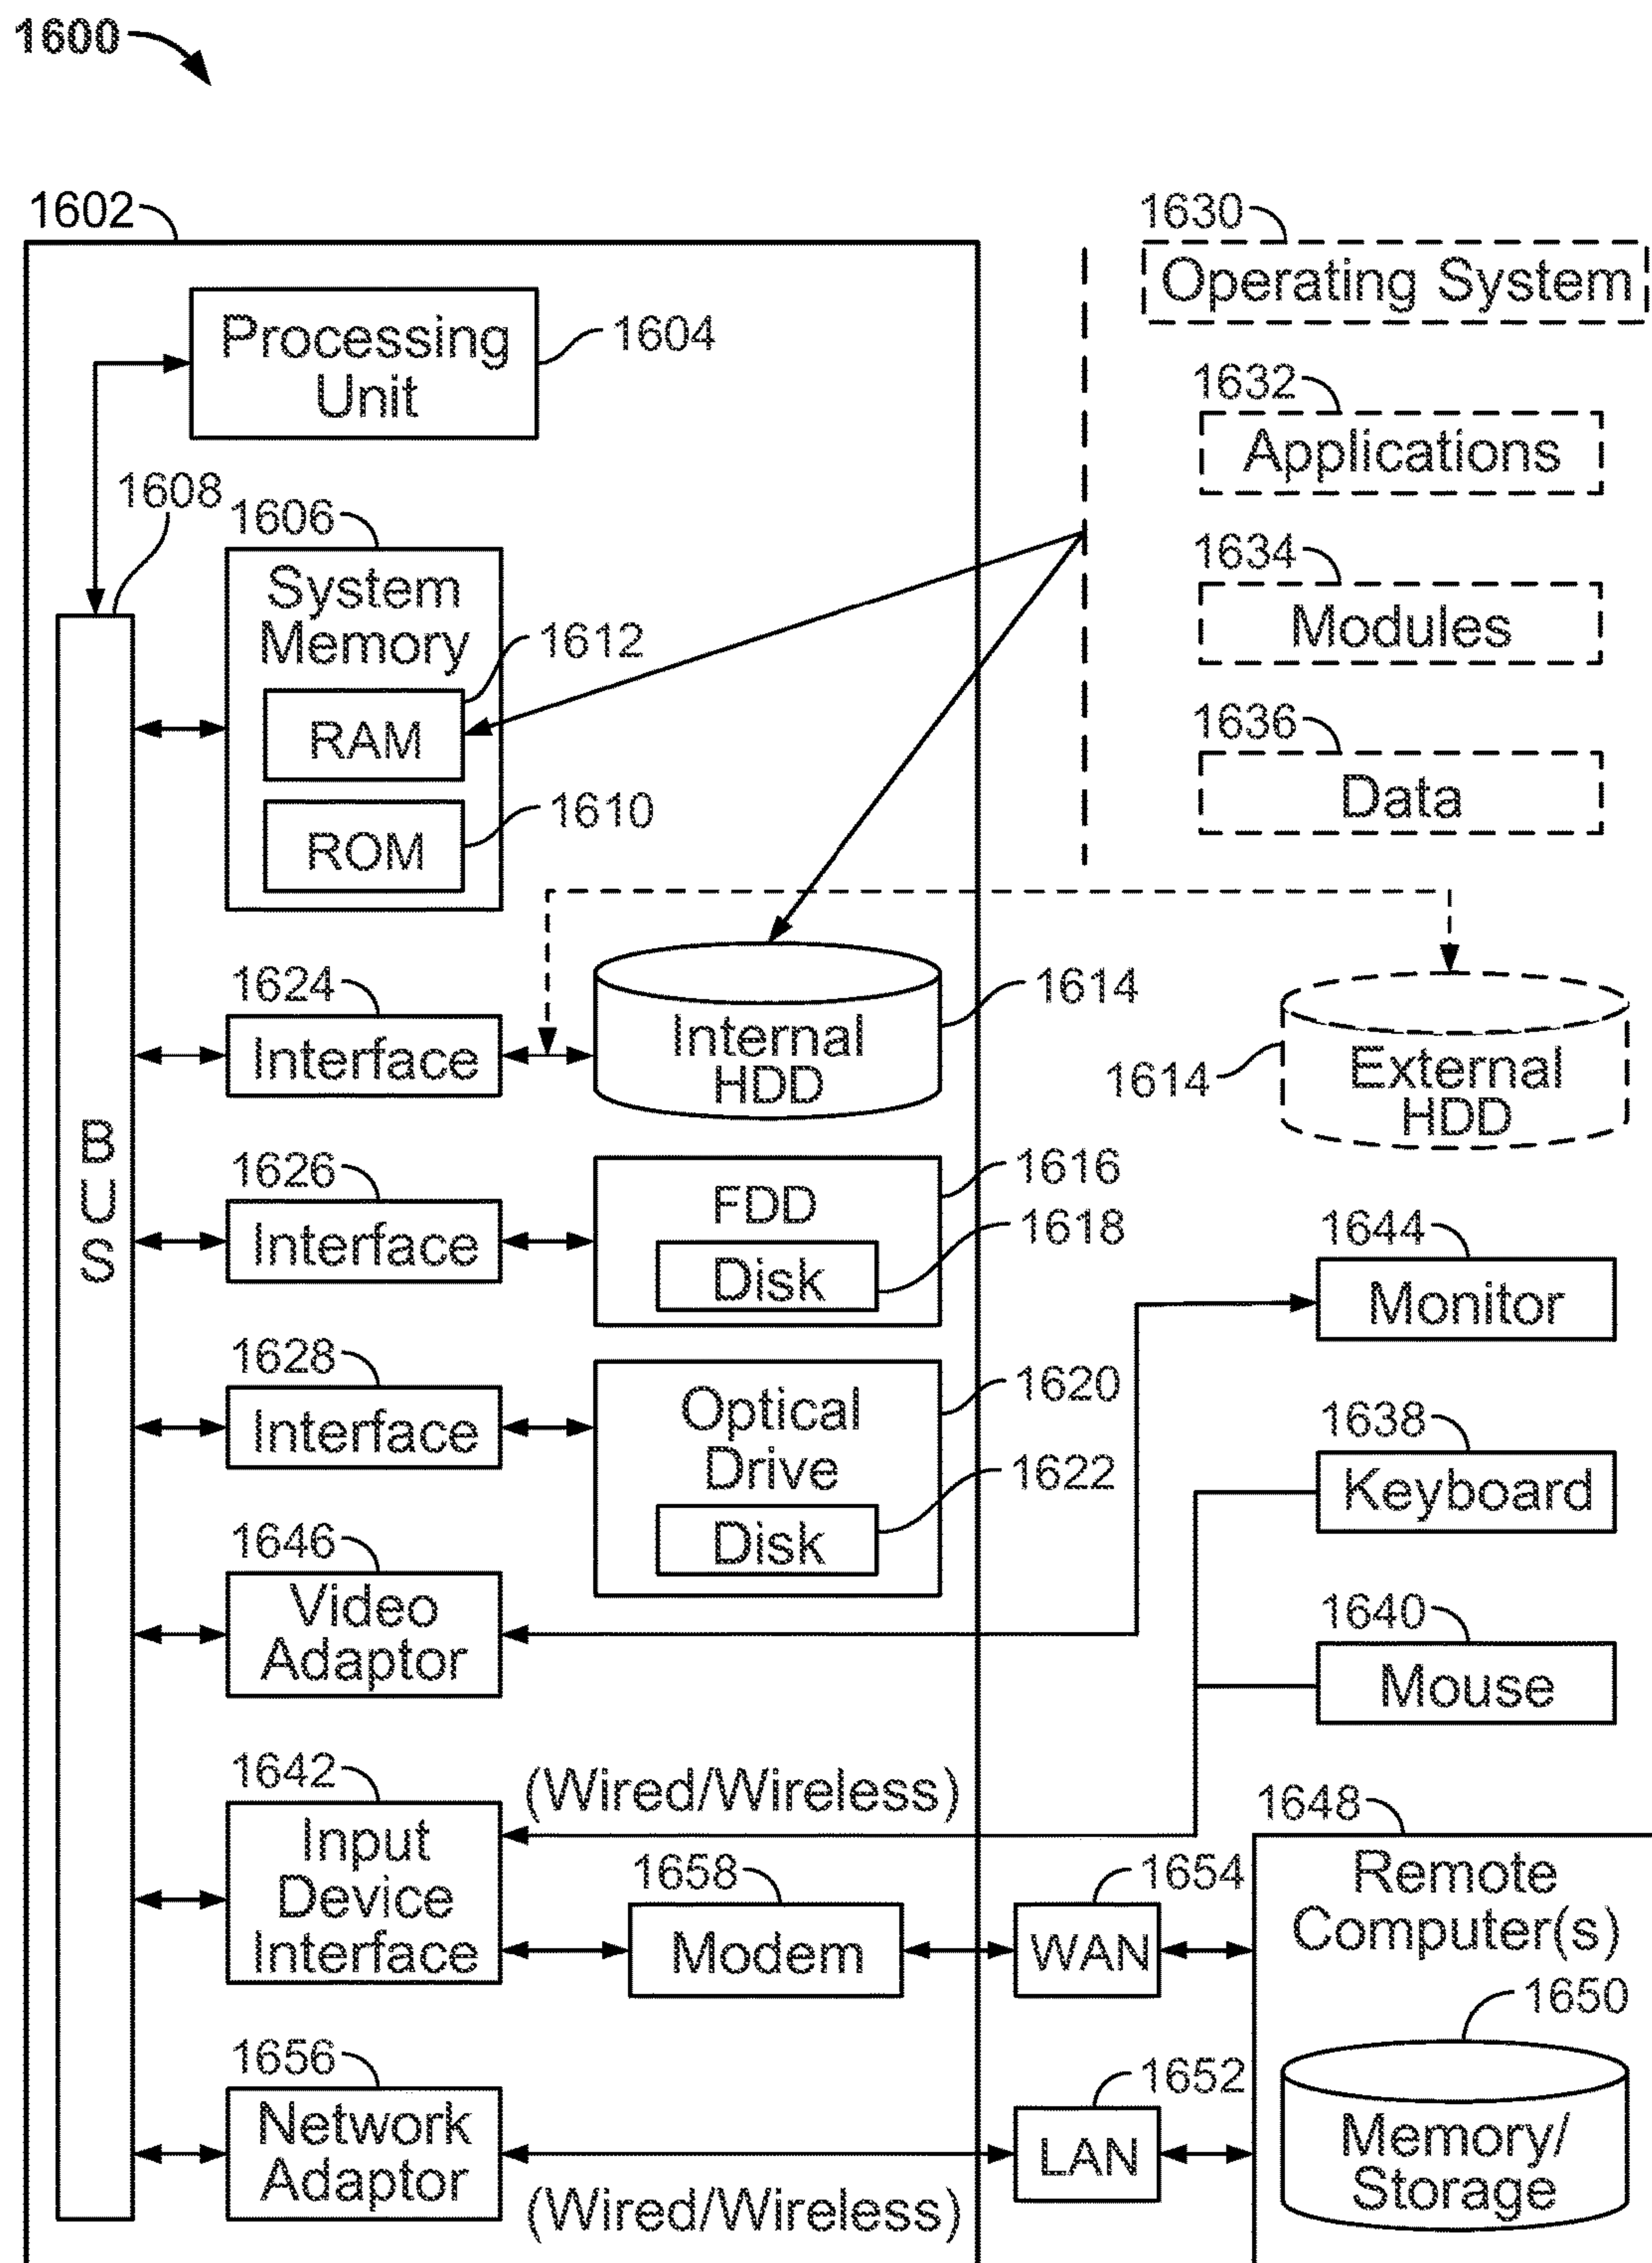 1600
1602
1630
Operating System
Processing
Unit
1604
1632
Applications
1608
1606
System
Memory
1612
RAM
1610
ROM
1634
Modules
1636
Data
1624
Interface
Internal
HDD
1614
1614
External
HDD
B
U
S
1626
Interface
FDD
1616
Disk
1618
1644
Monitor
1628
Interface
Optical
Drive
1620
Disk
1622
1638
Keyboard
1646
Video
Adaptor
1640
Mouse
1642
Input
Device
Interface
(Wired/Wireless)
1658
Modem
1654
WAN
1648
Remote
Computer(s)
1650
Memory/
Storage
1656
Network
Adaptor
(Wired/Wireless)
1652
LAN